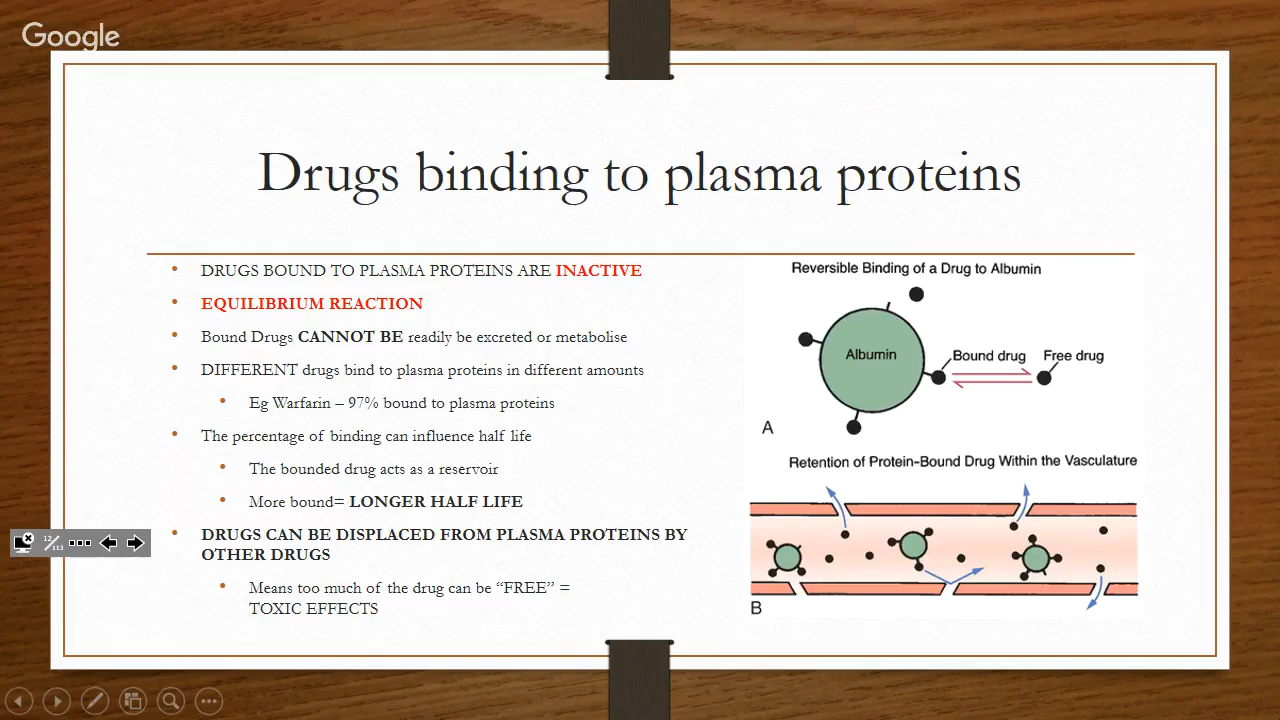 Google
Drugs binding to plasma proteins
• DRUGS BOUND TO PLASMA PROTEINS ARE INACTIVE
• EQUILIBRIUM REACTION
• Bound Drugs CANNOT BE readily be excreted or metabolise
• DIFFERENT drugs bind to plasma proteins in different amounts
• Eg Warfarin – 97% bound to plasma proteins
• The percentage of binding can influence half life
• The bounded drug acts as a reservoir
• More bound= LONGER HALF LIFE
• DRUGS CAN BE DISPLACED FROM PLASMA PROTEINS BY
OTHER DRUGS
• Means too much of the drug can be “FREE” =
TOXIC EFFECTS
Reversible Binding of a Drug to Albumin
Albumin
Bound drug
Free drug
A
Retention of Protein-Bound Drug Within the Vasculature
B
12/113